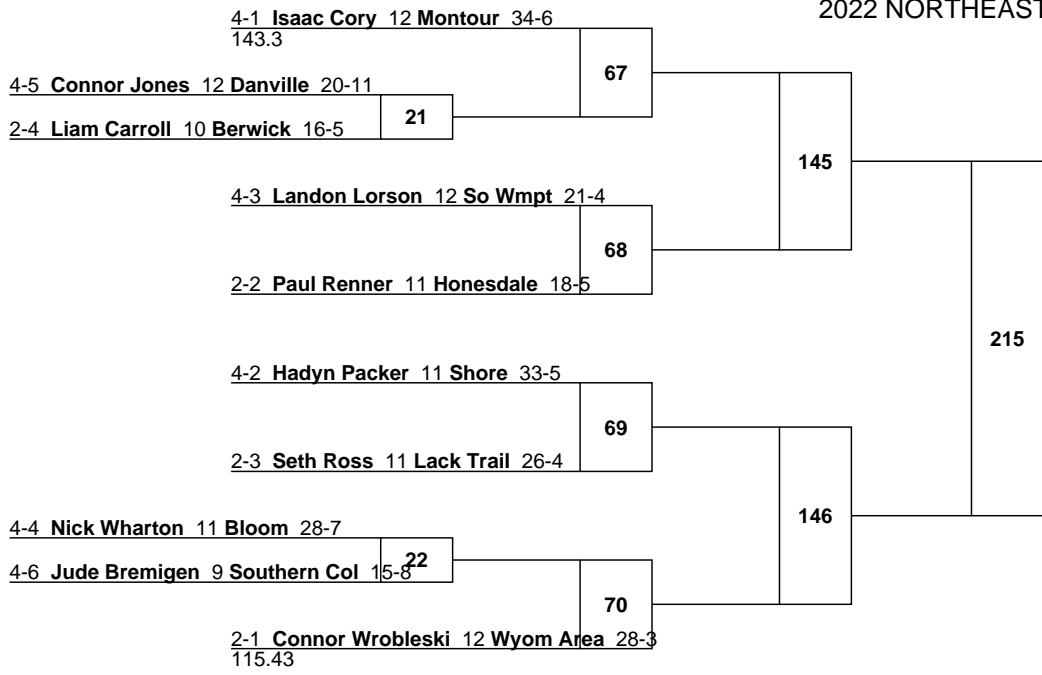 2022 NORTHEAST
4-1 Isaac Cory 12 Montour 34-6
143.3
67
4-5 Connor Jones 12 Danville 20-11
21
2-4 Liam Carroll 10 Berwick 16-5
145
4-3 Landon Lorson 12 So Wmpt 21-4
68
2-2 Paul Renner 11 Honesdale 18-5
215
4-2 Hadyn Packer 11 Shore 33-5
69
2-3 Seth Ross 11 Lack Trail 26-4
146
4-4 Nick Wharton 11 Bloom 28-7
22
4-6 Jude Bremigen 9 Southern Col 15-8
70
2-1 Connor Wrobleski 12 Wyom Area 28-3
115.43